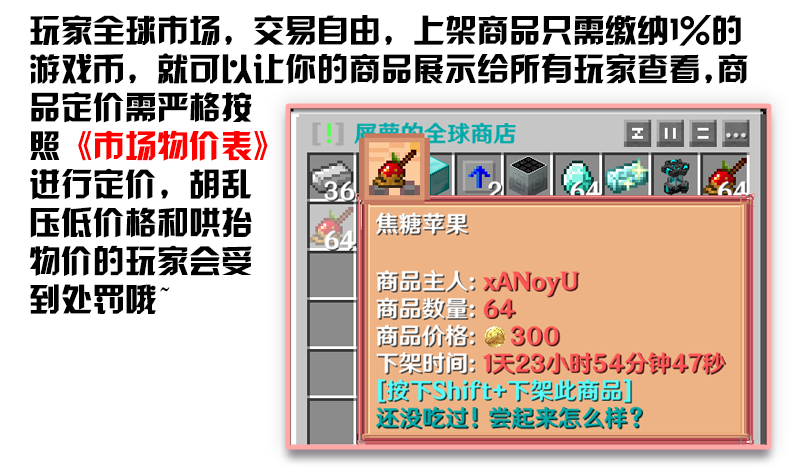 玩家全球市场，交易自由，上架商品只需缴纳1%的
游戏币，就可以让你的商品展示给所有玩家查看，商
品定价需严格按
照《市场物价表》
进行定价，胡乱
压低价格和哄抬
物价的玩家会受
到处罚哦~
[!] 屋萝的全球商店
36
2
64
64
64
焦糖苹果
商品主人: xANoyU
商品数量: 64
商品价格: 300
下架时间: 1天23小时54分钟47秒
[按下Shift+下架此商品]
还没吃过！尝起来怎么样？